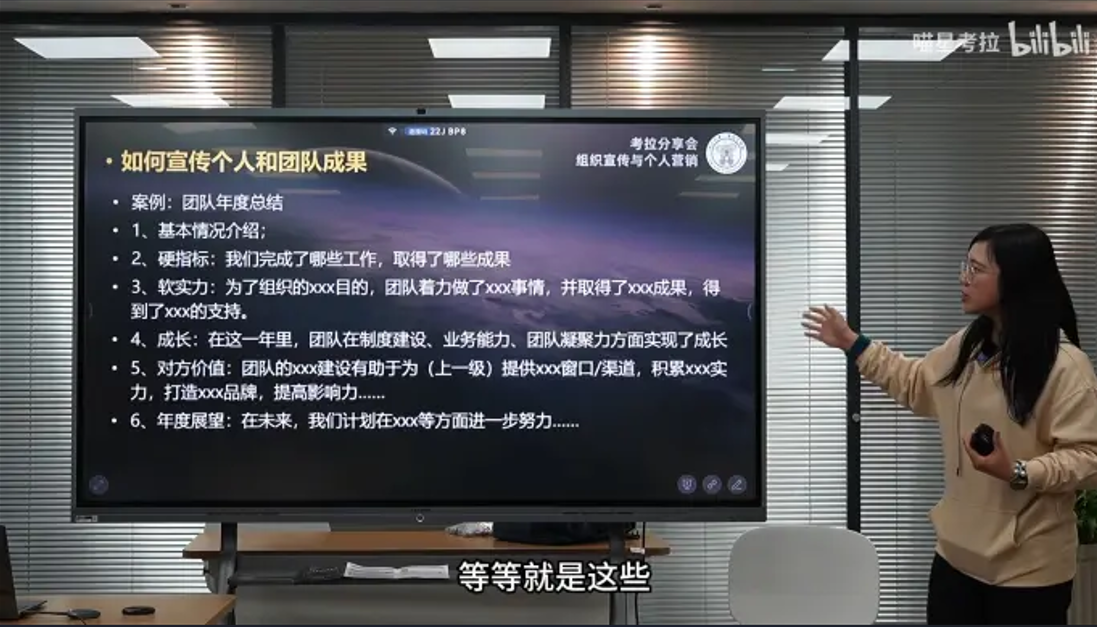 喵星考拉 bilibili
22J 8P8
考拉分享会
组织宣传与个人营销
• 如何宣传个人和团队成果
• 案例：团队年度总结
• 1、基本情况介绍；
• 2、硬指标：我们完成了哪些工作，取得了哪些成果
• 3、软实力：为了组织的xxx目的，团队着力做了xxx事情，并取得了xxx成果，得
到了xxx的支持。
• 4、成长：在这一年里，团队在制度建设、业务能力、团队凝聚力方面实现了成长
• 5、对方价值：团队的xxx建设有助于为（上一级）提供xxx窗口/渠道，积累xxx实
力，打造xxx品牌，提高影响力……
• 6、年度展望：在未来，我们计划在xxx等方面进一步努力……
等等就是这些